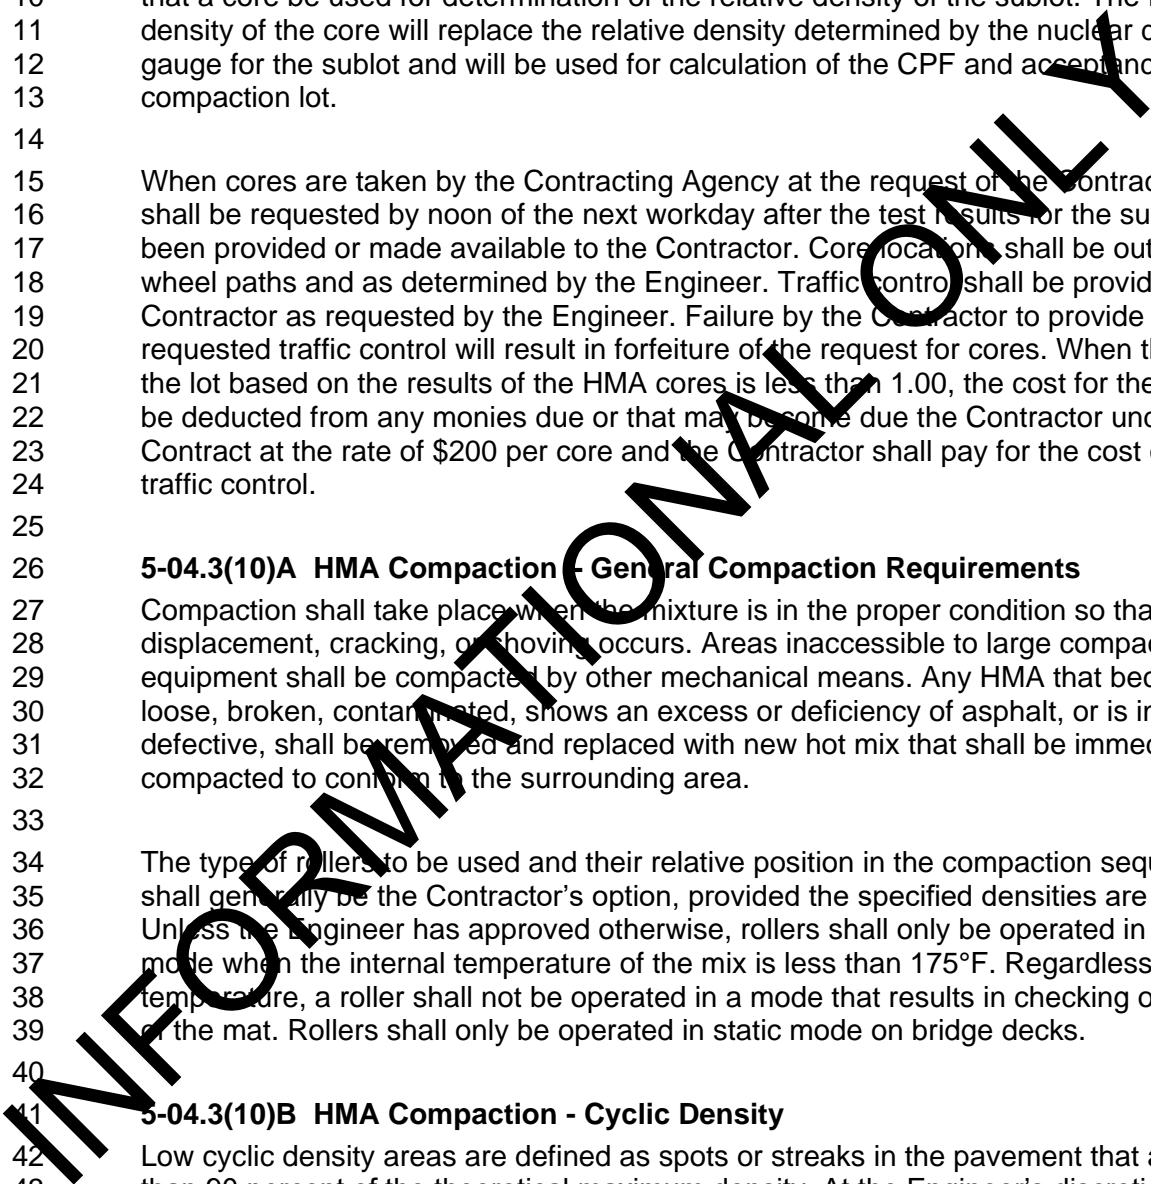 10 that a core be used for determination of the relative density of the sublot. The
11 density of the core will replace the relative density determined by the nuclear
12 gauge for the sublot and will be used for calculation of the CPF and
13 compaction lot.
14
15 When cores are taken by the Contracting Agency at the request of the
16 shall be requested by noon of the next workday after the test results for the
17 been provided or made available to the Contractor. Core locations shall be
18 wheel paths and as determined by the Engineer. Traffic control shall be
19 Contractor as requested by the Engineer. Failure by the Contractor to provide
20 requested traffic control will result in forfeiture of the request for cores. When
21 the lot based on the results of the HMA cores is less than 1.00, the cost for the
22 be deducted from any monies due or that may become due the Contractor
23 Contract at the rate of $200 per core and the Contractor shall pay for the cost
24 traffic control.
25
26 5-04.3(10)A HMA Compaction - General Compaction Requirements
27 Compaction shall take place when the mixture is in the proper condition so
28 displacement, cracking, or shoving occurs. Areas inaccessible to large
29 equipment shall be compacted by other mechanical means. Any HMA that
30 loose, broken, contaminated, shows an excess or deficiency of asphalt, or is
31 defective, shall be removed and replaced with new hot mix that shall be
32 compacted to conform to the surrounding area.
33
34 The type of rollers to be used and their relative position in the compaction
35 shall generally be the Contractor's option, provided the specified densities are
36 Unless the Engineer has approved otherwise, rollers shall only be operated in
37 mode when the internal temperature of the mix is less than 175°F. Regardless
38 temperature, a roller shall not be operated in a mode that results in checking
39 of the mat. Rollers shall only be operated in static mode on bridge decks.
40
41 5-04.3(10)B HMA Compaction - Cyclic Density
42 Low cyclic density areas are defined as spots or streaks in the pavement that
43 than 90 percent of the theoretical maximum density. At the Engineer's
INFORMATIONAL ONLY